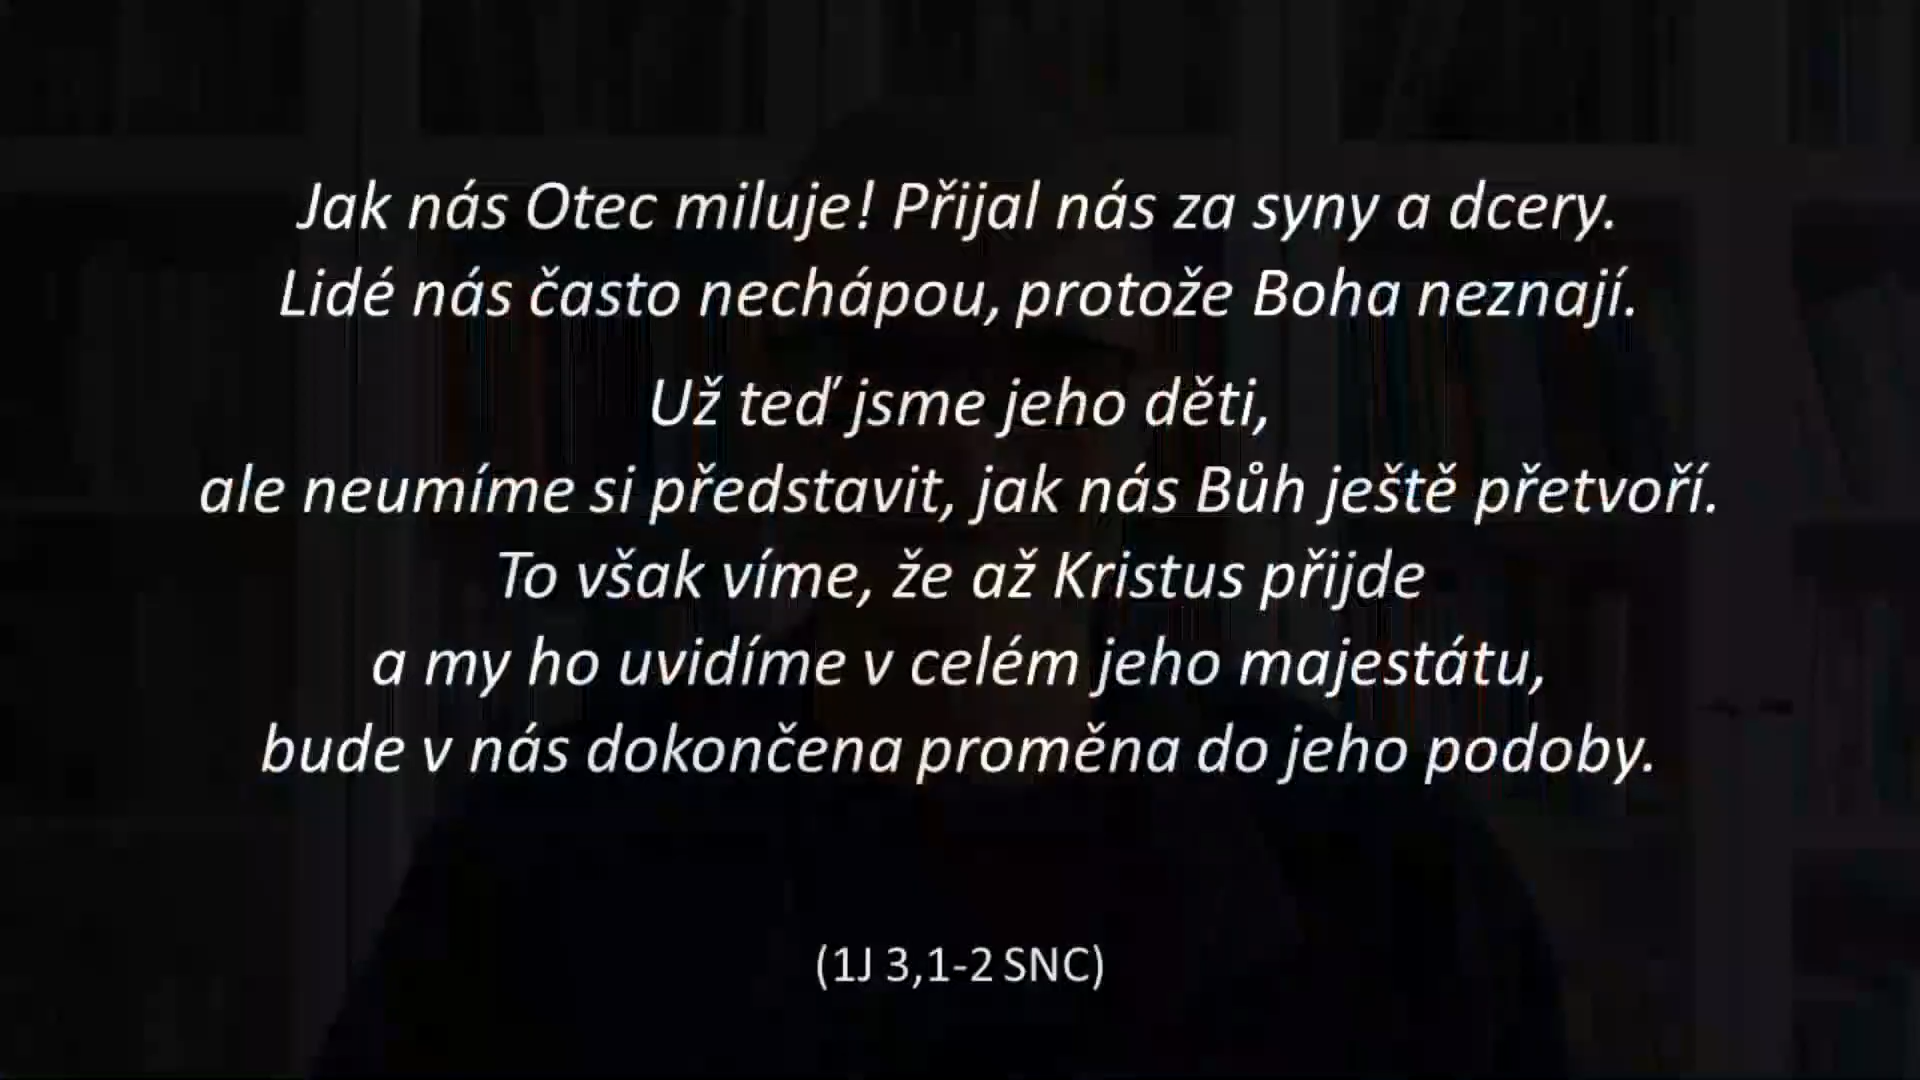 Jak nás Otec miluje! Přijal nás za syny a dcery.
Lidé nás často nechápou, protože Boha neznají.
Už teď jsme jeho děti,
ale neumíme si představit, jak nás Bůh ještě přetvoří.
To však víme, že až Kristus přijde
a my ho uvidíme v celém jeho majestátu,
bude v nás dokončena proměna do jeho podoby.
(1J 3,1-2 SNC)